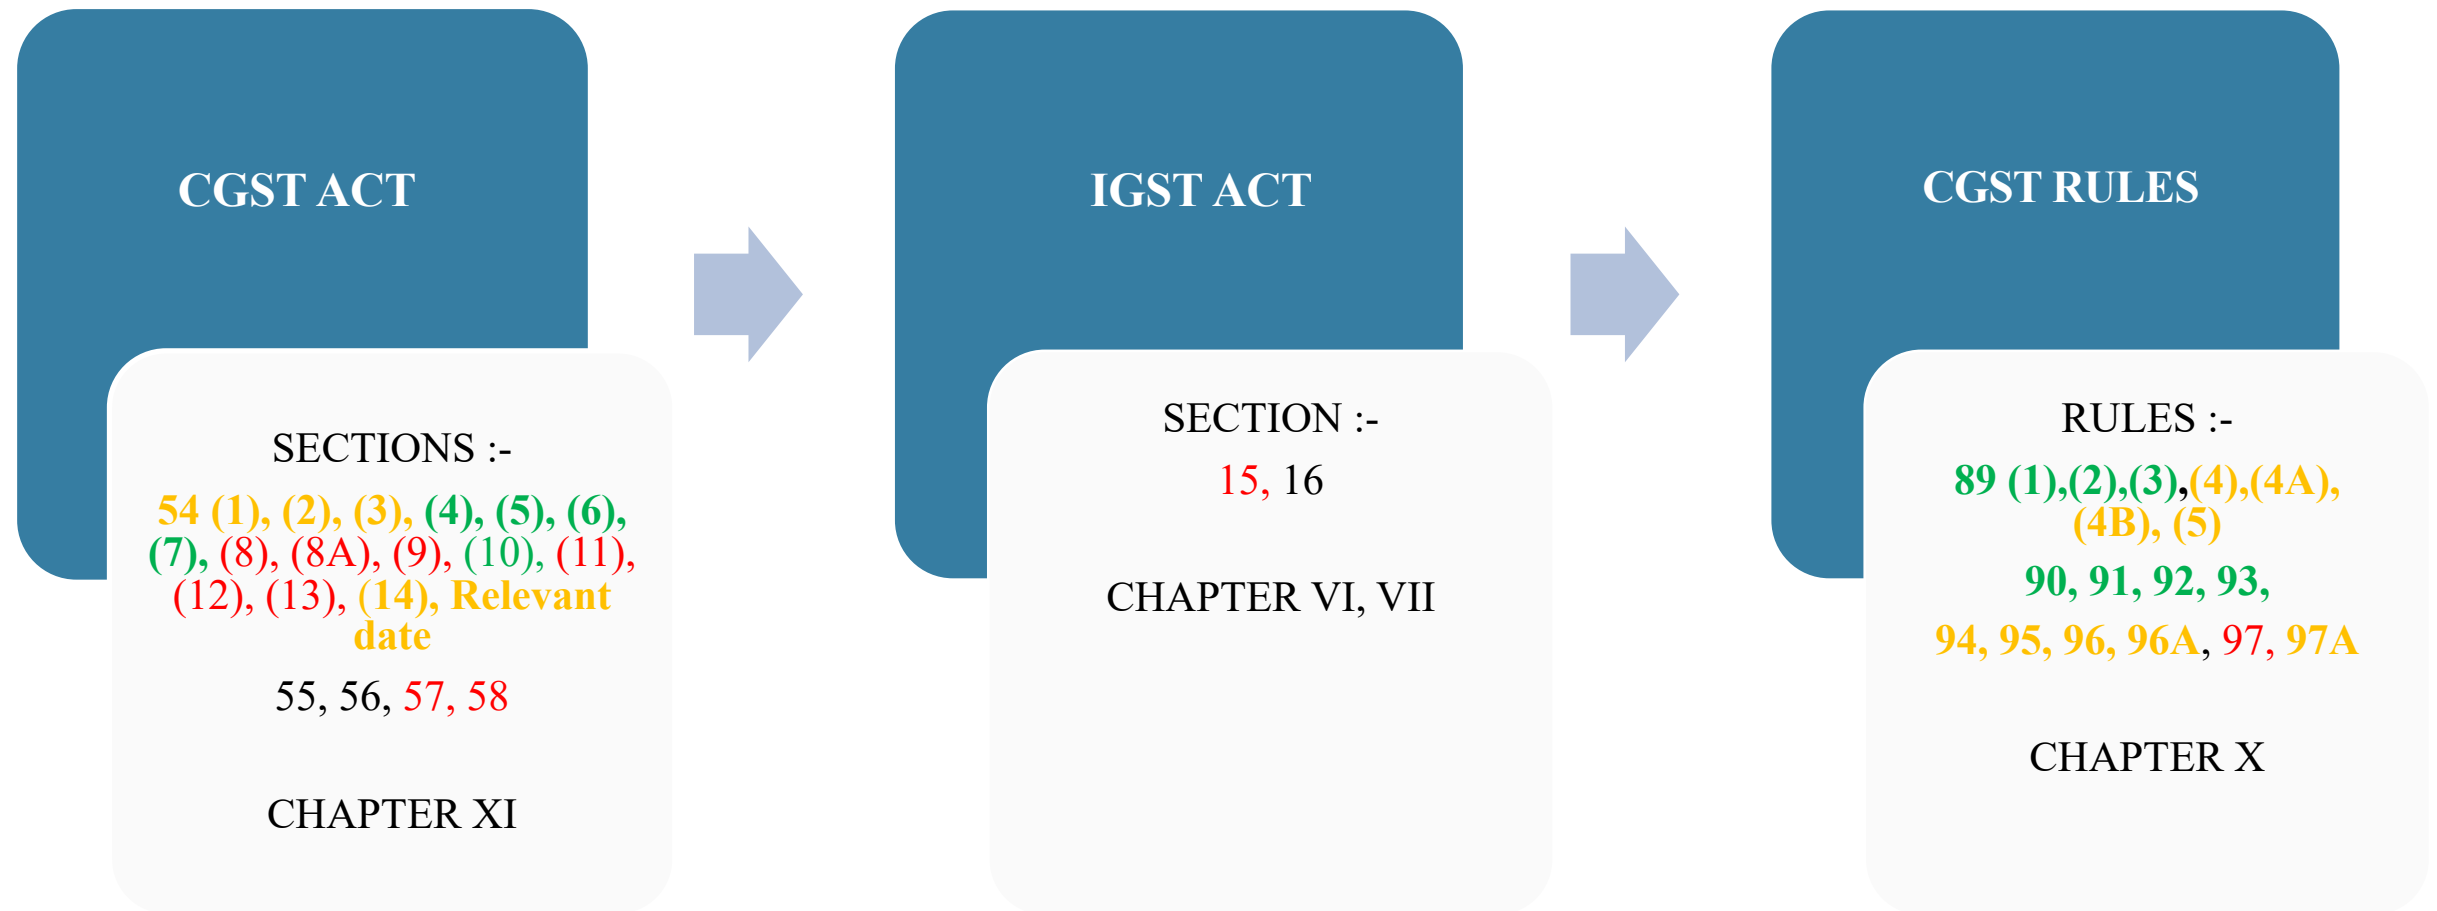 CGST ACT
SECTIONS :-
54 (1), (2), (3), (4), (5), (6),
(7), (8), (8A), (9), (10), (11),
(12), (13), (14), Relevant
date
55, 56, 57, 58
CHAPTER XI
IGST ACT
SECTION :-
15, 16
CHAPTER VI, VII
CGST RULES
RULES :-
89 (1),(2),(3),(4),(4A),
(4B), (5)
90, 91, 92, 93,
94, 95, 96, 96A, 97, 97A
CHAPTER X